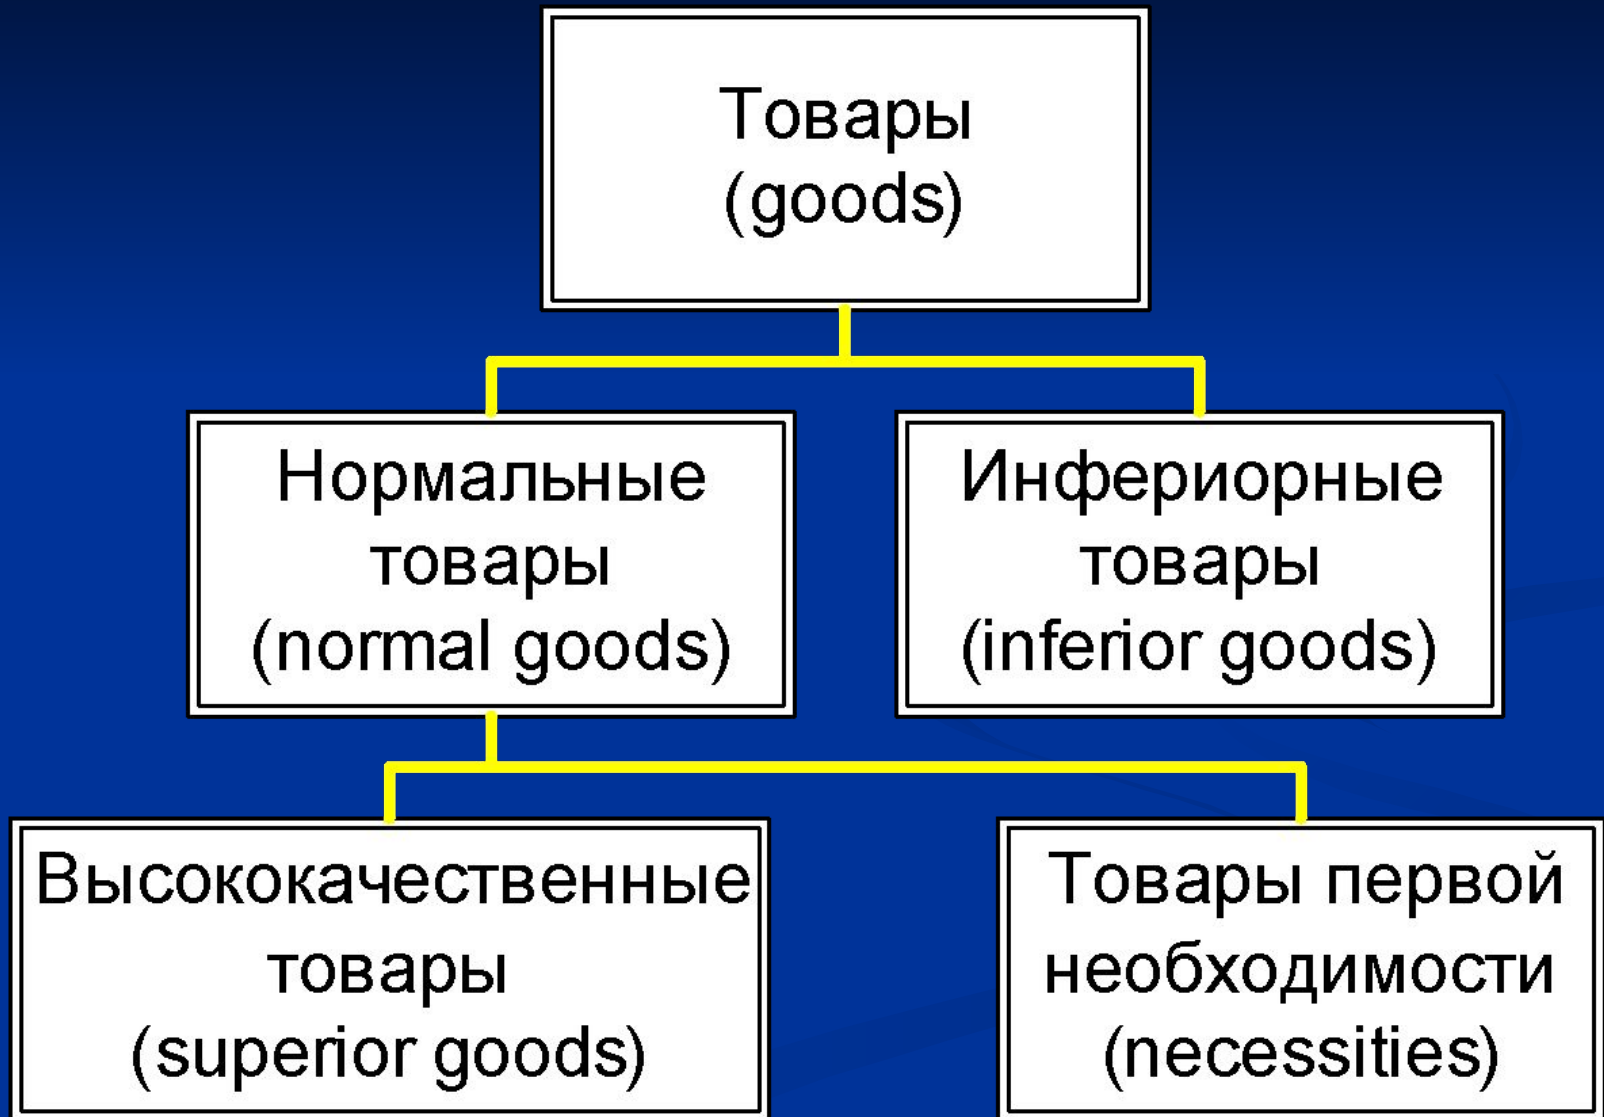 Товары
(goods)
Нормальные
товары
(normal goods)
Инфериорные
товары
(inferior goods)
Высококачественные
товары
(superior goods)
Товары первой
необходимости
(necessities)